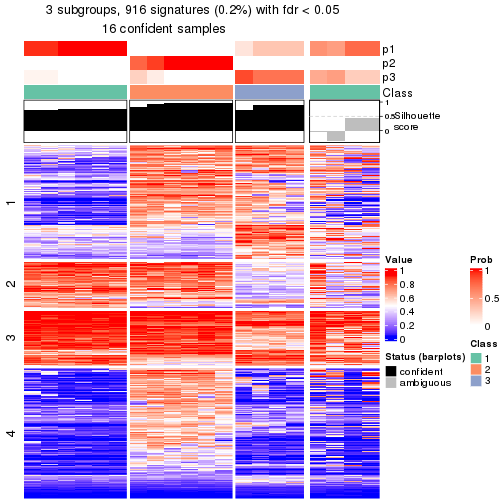 3 subgroups, 916 signatures (0.2%) with fdr < 0.05
16 confident samples
p1
p2
p3
Class
1
0.5
0
Silhouette
score
1
2
3
4
Value
1
0.8
0.6
0.4
0.2
0
Prob
1
0.5
0
Status (barplots)
confident
ambiguous
Class
1
2
3